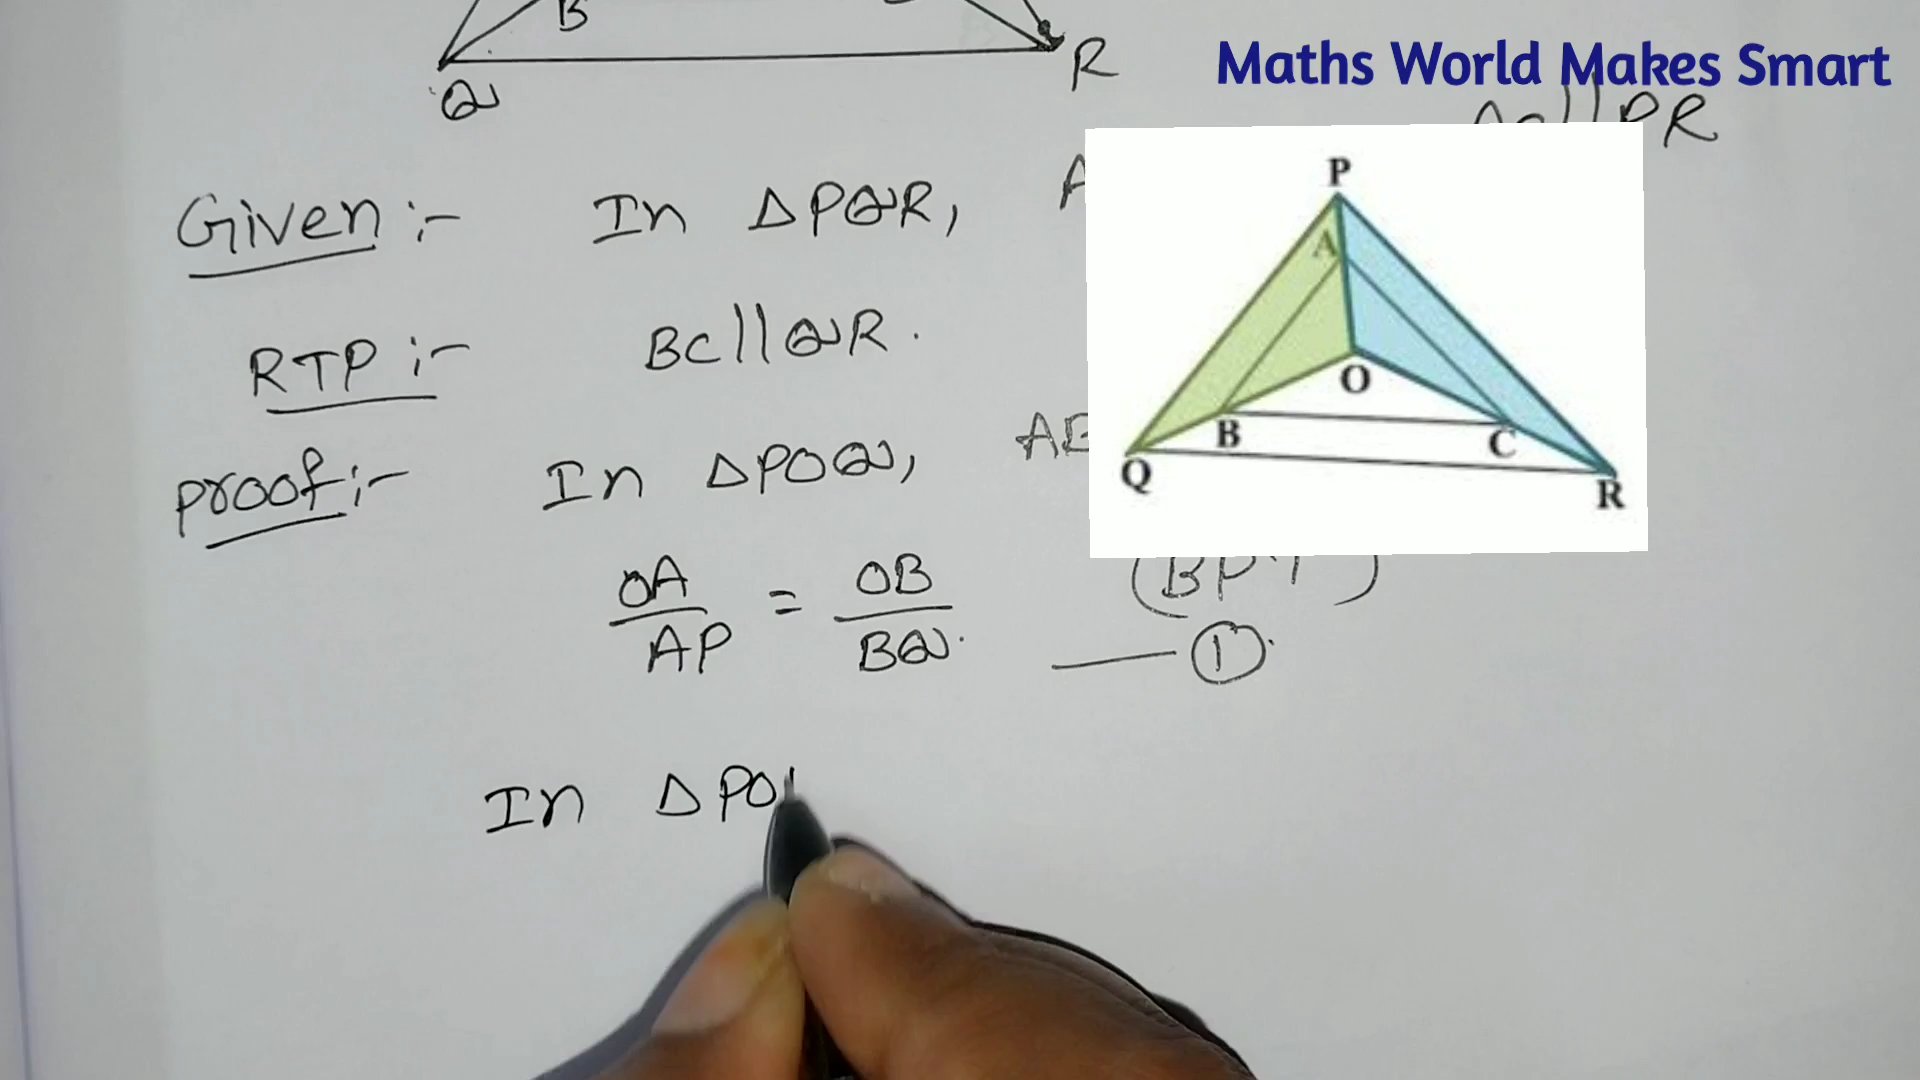 B
R
Q
Maths World Makes Smart
AC||PR
Given :- In ΔPQR, A
RTP :- BC||QR.
proof :- In ΔPOQ, AB
OA/AP = OB/BQ. (BPT)
—— ①
In ΔPO
P
A
O
B
C
Q
R